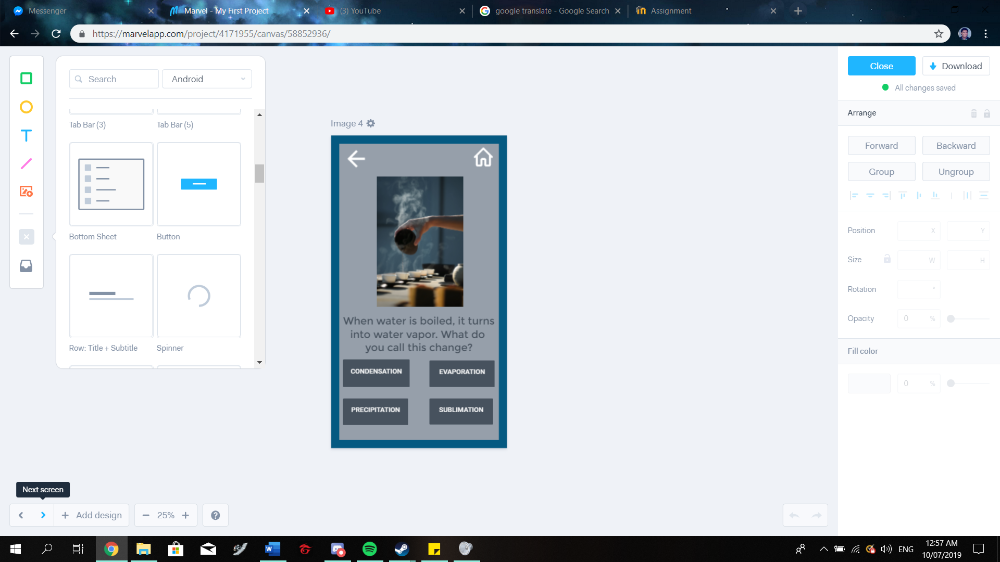 Messenger
Marvel - My First Project
(3) YouTube
google translate - Google Search
Assignment
https://marvelapp.com/project/4171955/canvas/58852936/
Search
Android
Close
Download
All changes saved
Tab Bar (3)
Tab Bar (5)
Arrange
Image 4
Forward
Backward
Group
Ungroup
Bottom Sheet
Button
Position
X
Y
Size
W
H
Rotation
°
Opacity
0
%
Row: Title + Subtitle
Spinner
When water is boiled, it turns
into water vapor. What do
you call this change?
Fill color
0
%
CONDENSATION
EVAPORATION
PRECIPITATION
SUBLIMATION
Next screen
Add design
25%
?
ENG
12:57 AM
10/07/2019